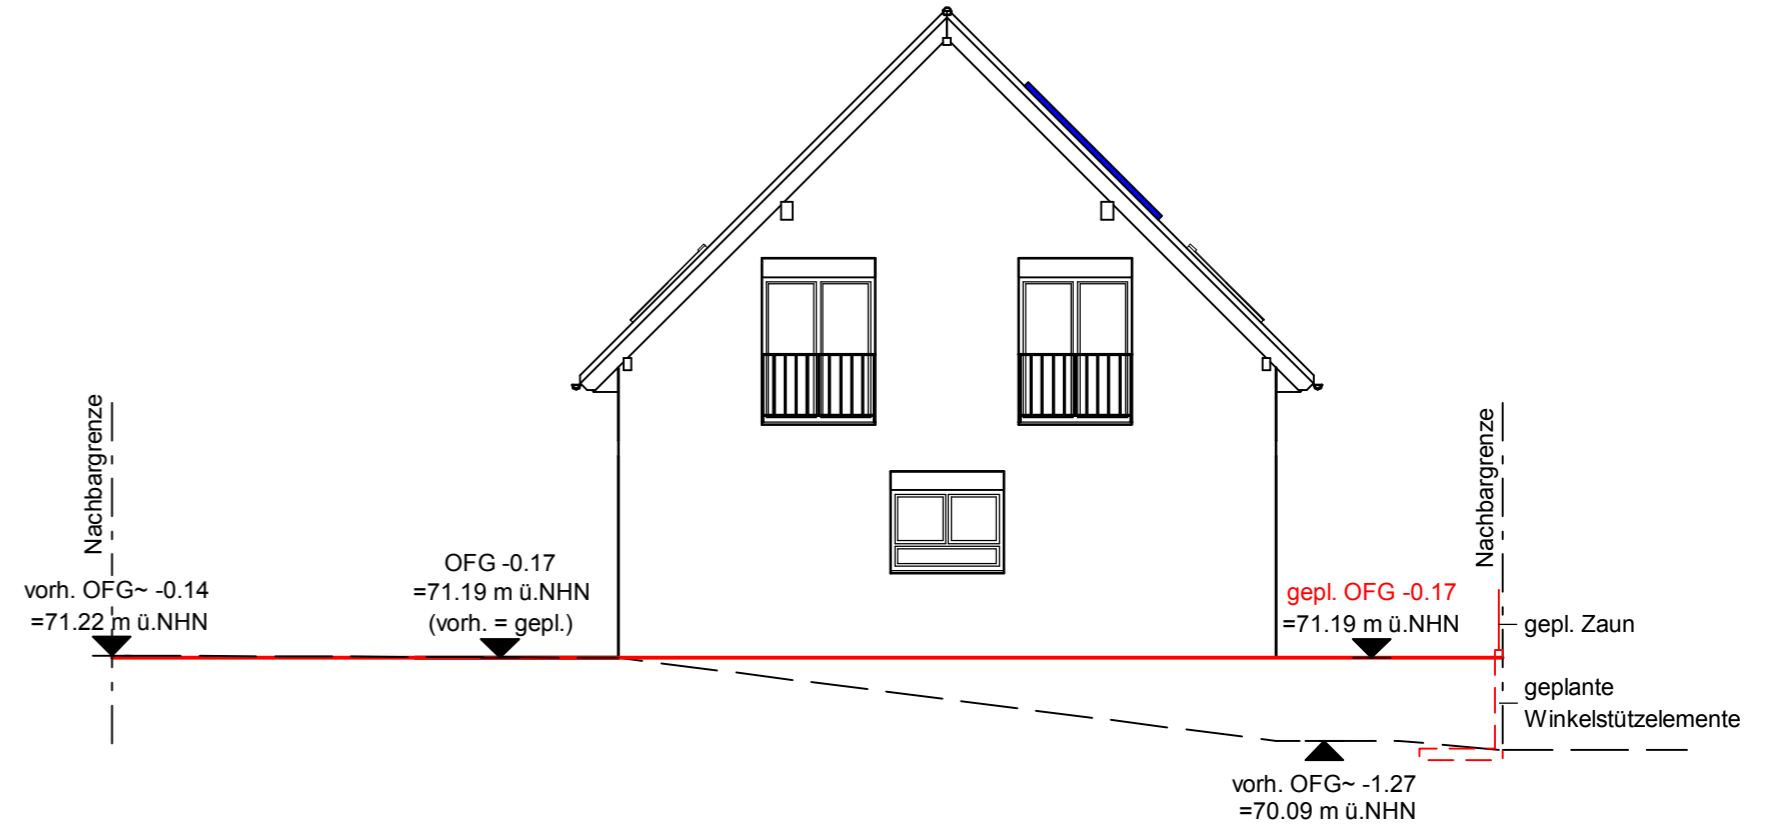 Nachbargrenze
vorh. OFG~ -0.14
=71.22 m ü.NHN
OFG -0.17
=71.19 m ü.NHN
(vorh. = gepl.)
gepl. OFG -0.17
=71.19 m ü.NHN
Nachbargrenze
gepl. Zaun
geplante
Winkelstützelemente
vorh. OFG~ -1.27
=70.09 m ü.NHN